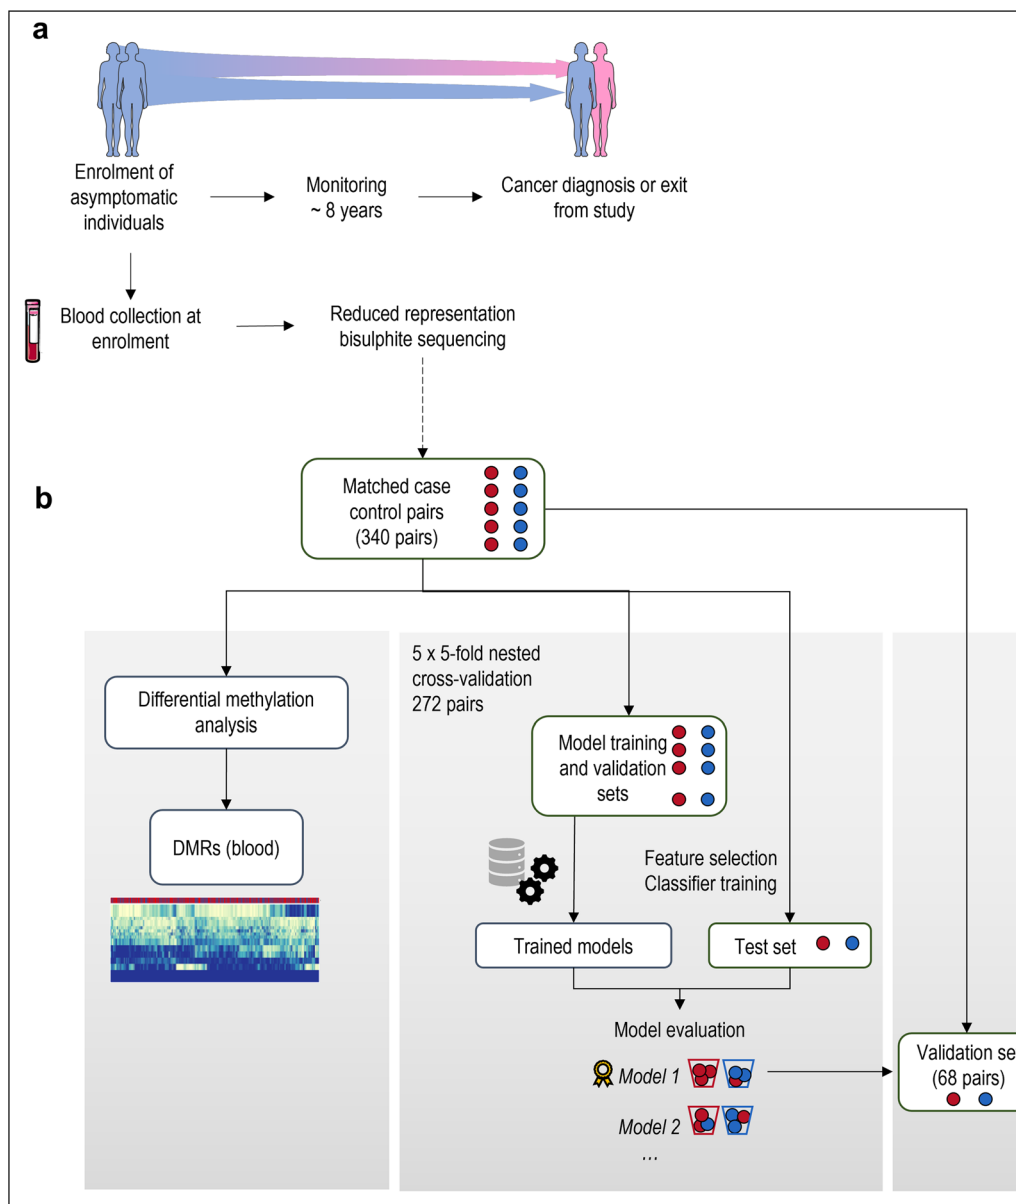 a
Enrolment of
asymptomatic
individuals
Monitoring
~ 8 years
Cancer diagnosis or exit
from study
Blood collection at
enrolment
Reduced representation
bisulphite sequencing
b
Matched case
control pairs
(340 pairs)
Differential methylation
analysis
DMRs (blood)
5 x 5-fold nested
cross-validation
272 pairs
Model training
and validation
sets
Feature selection
Classifier training
Trained models
Test set
Model evaluation
Model 1
Model 2
...
Validation se
(68 pairs)